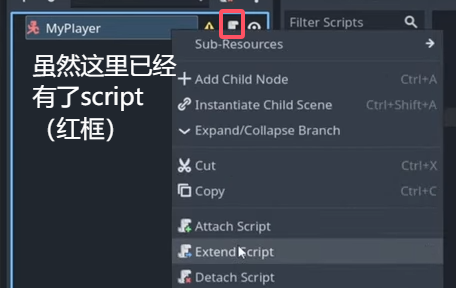 MyPlayer
Filter Scripts
虽然这里已经
有了script
（红框）
Sub-Resources
Add Child Node Ctrl+A
Instantiate Child Scene Ctrl+Shift+A
Expand/Collapse Branch
Cut Ctrl+X
Copy Ctrl+C
Attach Script
Extend Script
Detach Script